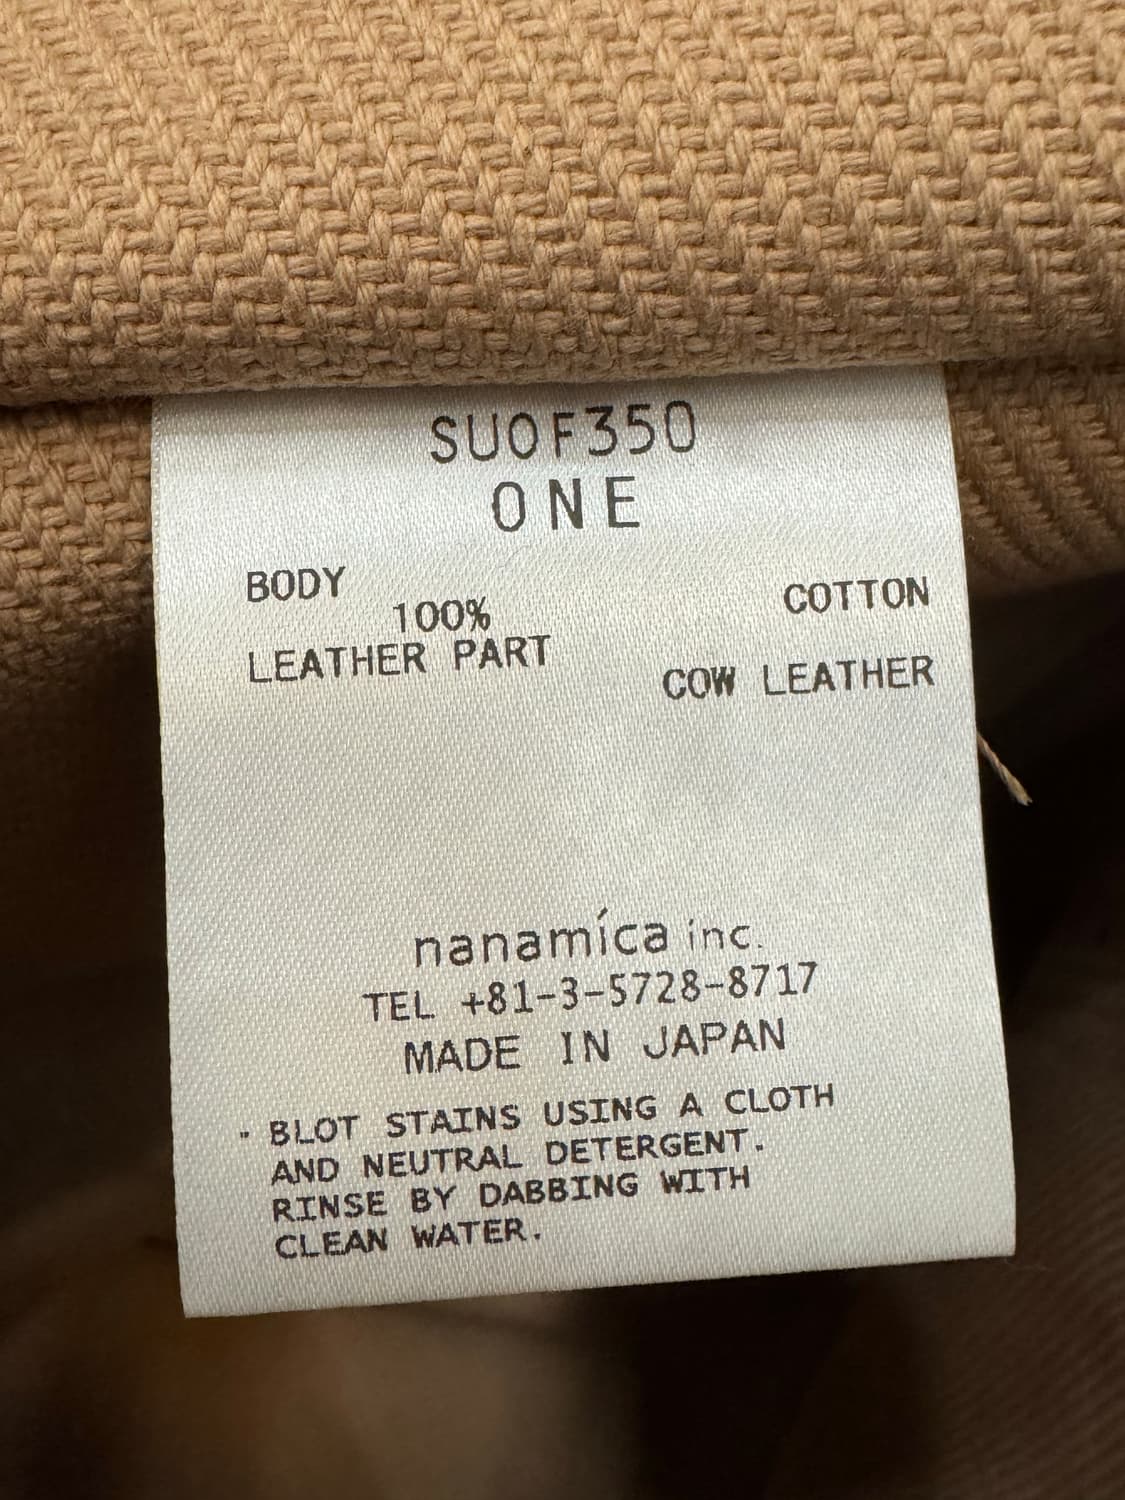 SUOF350
ONE
BODY
100% COTTON
LEATHER PART
COW LEATHER
nanamíca inc.
TEL +81-3-5728-8717
MADE IN JAPAN
・BLOT STAINS USING A CLOTH
AND NEUTRAL DETERGENT.
RINSE BY DABBING WITH
CLEAN WATER.